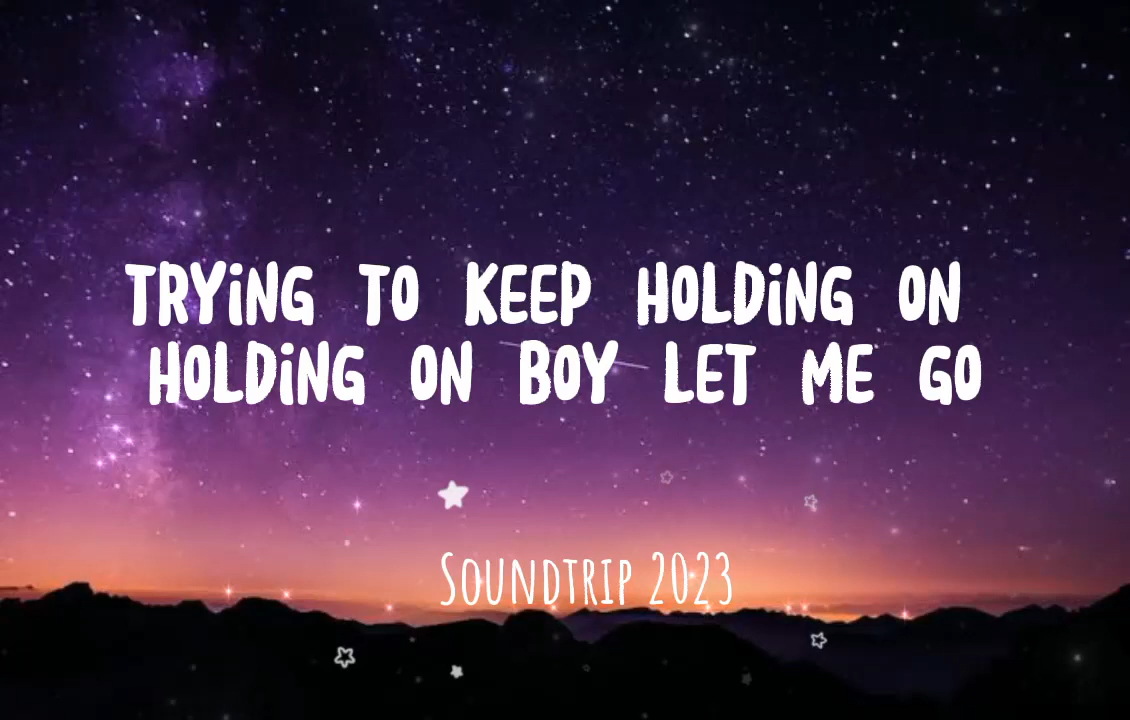 TRYiNG TO KEEP HOLDiNG ON
HOLDiNG ON BOY LET ME GO
SOUNDTRIP 2023